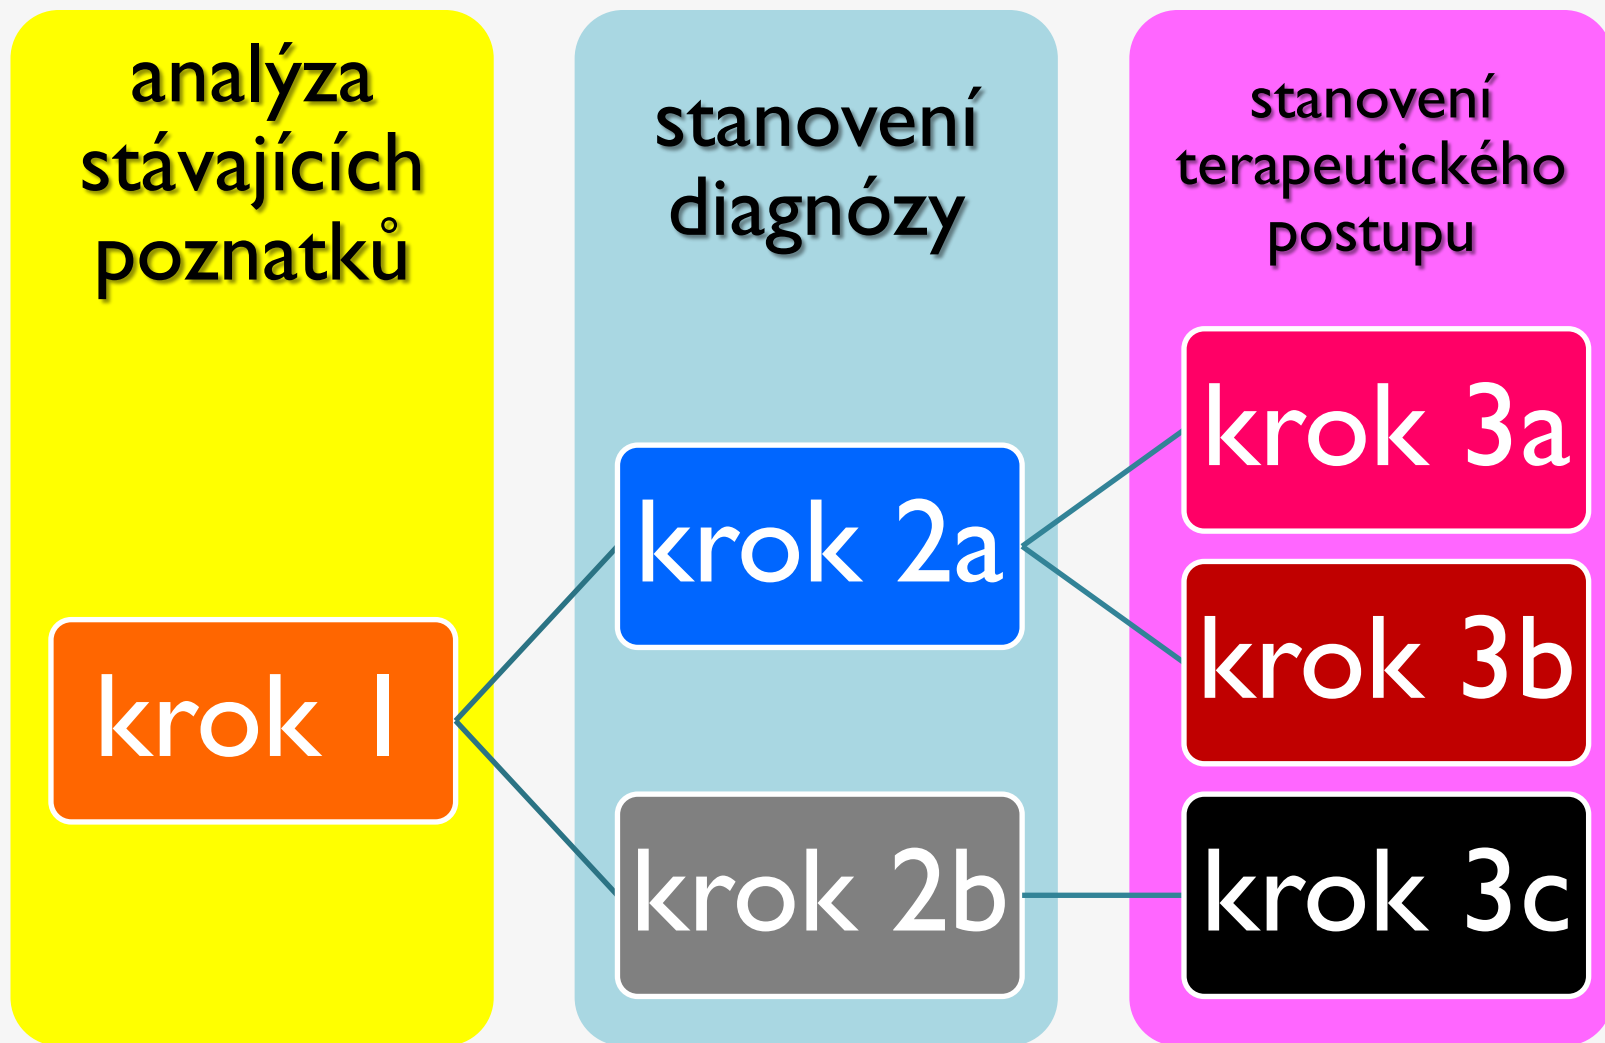 analýza
stávajících
poznatků
stanovení
diagnózy
stanovení
terapeutického
postupu
krok 1
krok 2a
krok 2b
krok 3a
krok 3b
krok 3c